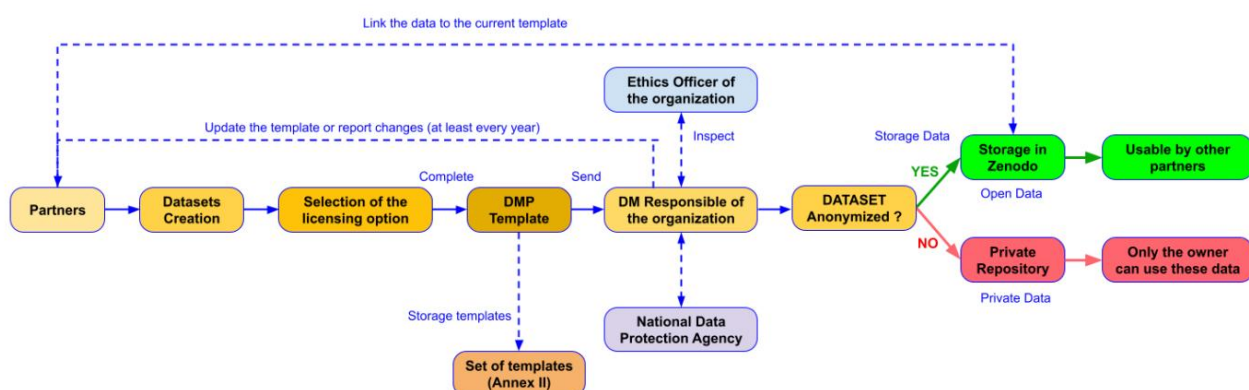 Link the data to the current template
Ethics Officer of
the organization
Update the template or report changes (at least every year)
Inspect
Storage Data
Storage in
Zenodo
Usable by other
partners
YES
Open Data
Complete
Send
Partners
Datasets
Creation
Selection of the
licensing option
DMP
Template
DM Responsible of
the organization
DATASET
Anonymized ?
NO
Private
Repository
Only the owner
can use these data
Private Data
Storage templates
National Data
Protection Agency
Set of templates
(Annex II)